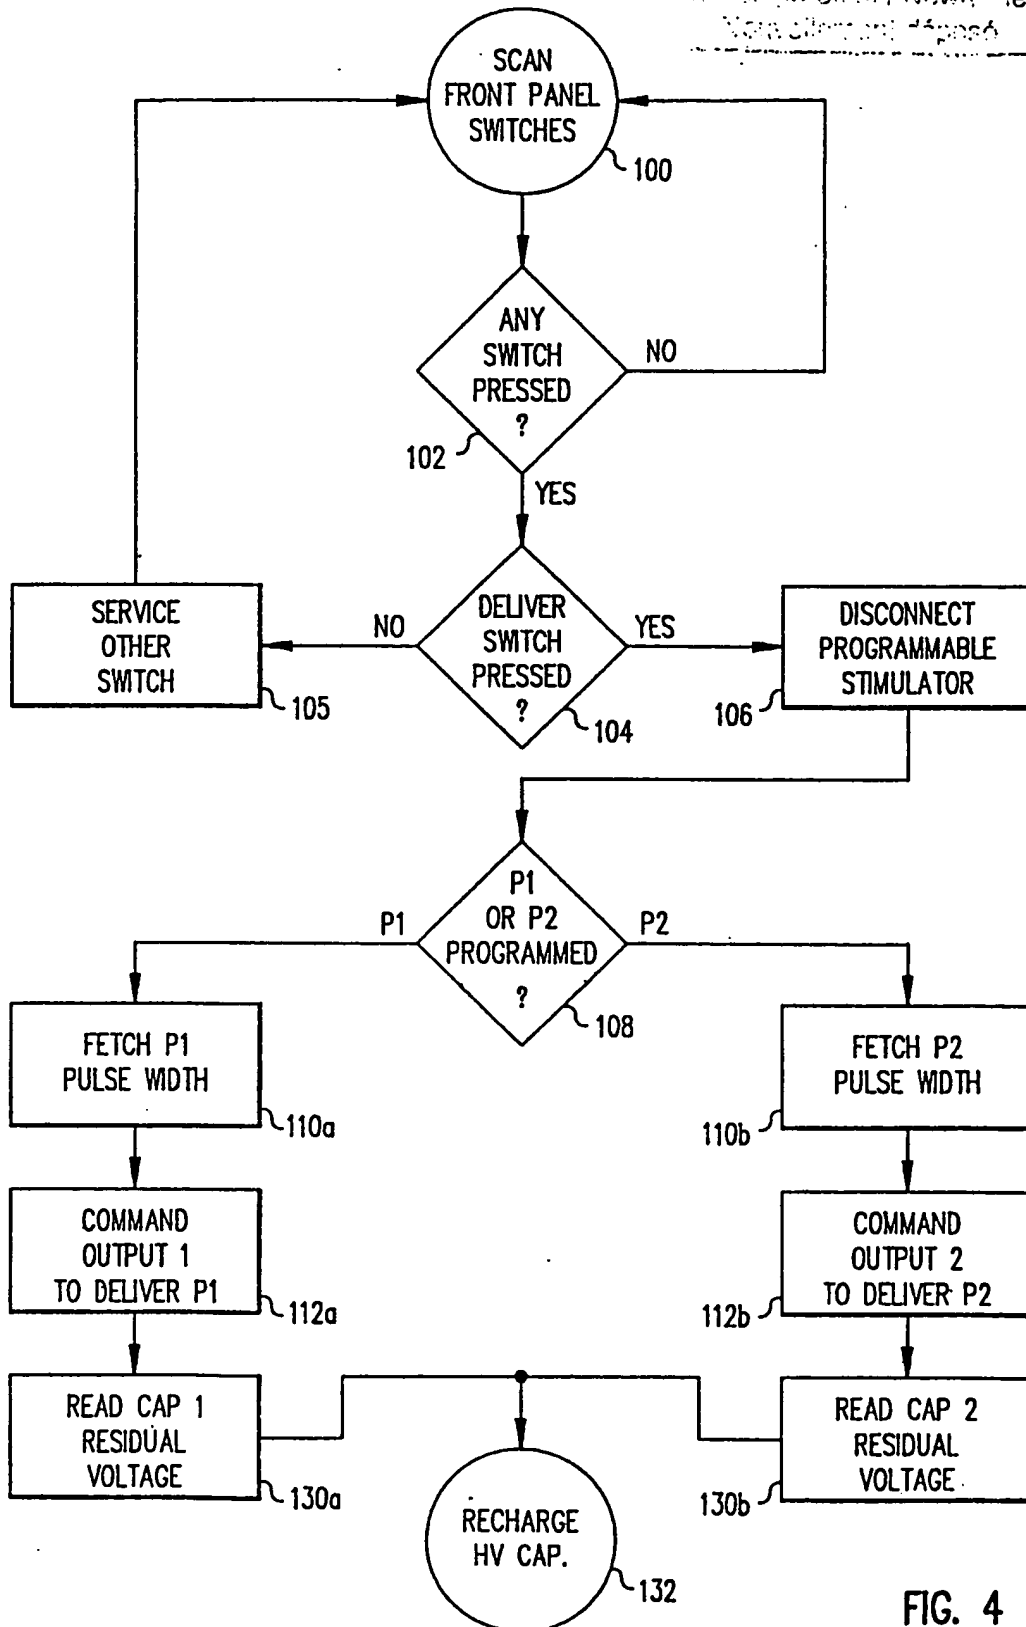 déposé
SCAN
FRONT PANEL
SWITCHES
100
ANY
SWITCH
PRESSED
?
NO
102
YES
SERVICE
OTHER
SWITCH
105
NO
DELIVER
SWITCH
PRESSED
?
YES
104
DISCONNECT
PROGRAMMABLE
STIMULATOR
106
P1
OR P2
PROGRAMMED
?
P1
P2
108
FETCH P1
PULSE WIDTH
110a
FETCH P2
PULSE WIDTH
110b
COMMAND
OUTPUT 1
TO DELIVER P1
112a
COMMAND
OUTPUT 2
TO DELIVER P2
112b
READ CAP 1
RESIDUAL
VOLTAGE
130a
READ CAP 2
RESIDUAL
VOLTAGE
130b
RECHARGE
HV CAP.
132
FIG. 4